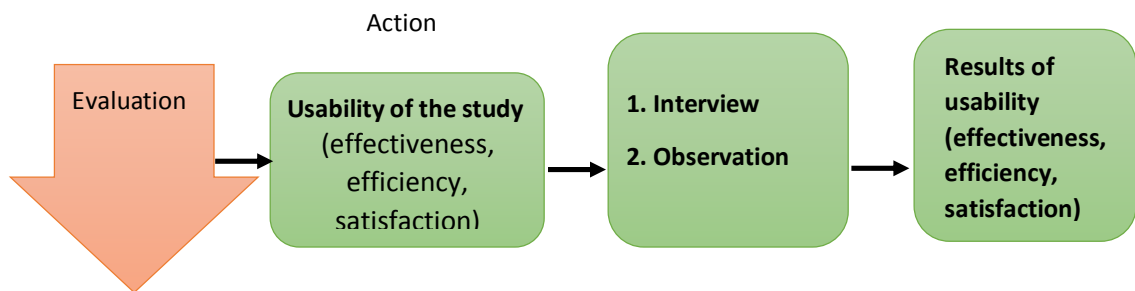 Action
Evaluation
Usability of the study
(effectiveness,
efficiency,
satisfaction)
1. Interview
2. Observation
Results of
usability
(effectiveness,
efficiency,
satisfaction)